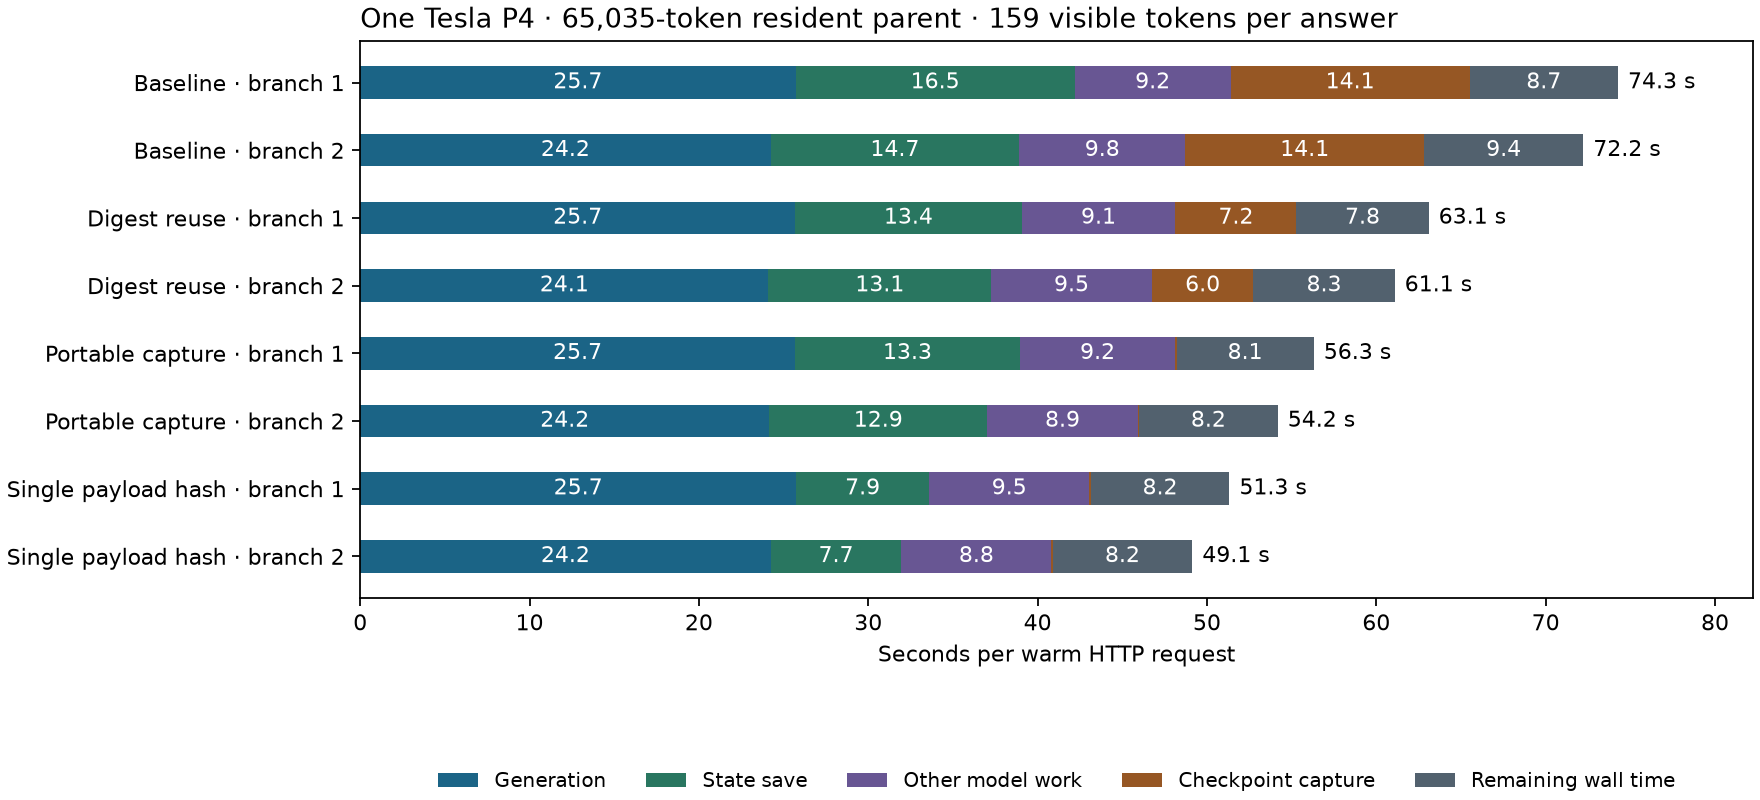 One Tesla P4 · 65,035-token resident parent · 159 visible tokens per answer
Baseline · branch 1 25.7 16.5 9.2 14.1 8.7 74.3 s
Baseline · branch 2 24.2 14.7 9.8 14.1 9.4 72.2 s
Digest reuse · branch 1 25.7 13.4 9.1 7.2 7.8 63.1 s
Digest reuse · branch 2 24.1 13.1 9.5 6.0 8.3 61.1 s
Portable capture · branch 1 25.7 13.3 9.2 8.1 56.3 s
Portable capture · branch 2 24.2 12.9 8.9 8.2 54.2 s
Single payload hash · branch 1 25.7 7.9 9.5 8.2 51.3 s
Single payload hash · branch 2 24.2 7.7 8.8 8.2 49.1 s
0 10 20 30 40 50 60 70 80
Seconds per warm HTTP request
Generation State save Other model work Checkpoint capture Remaining wall time